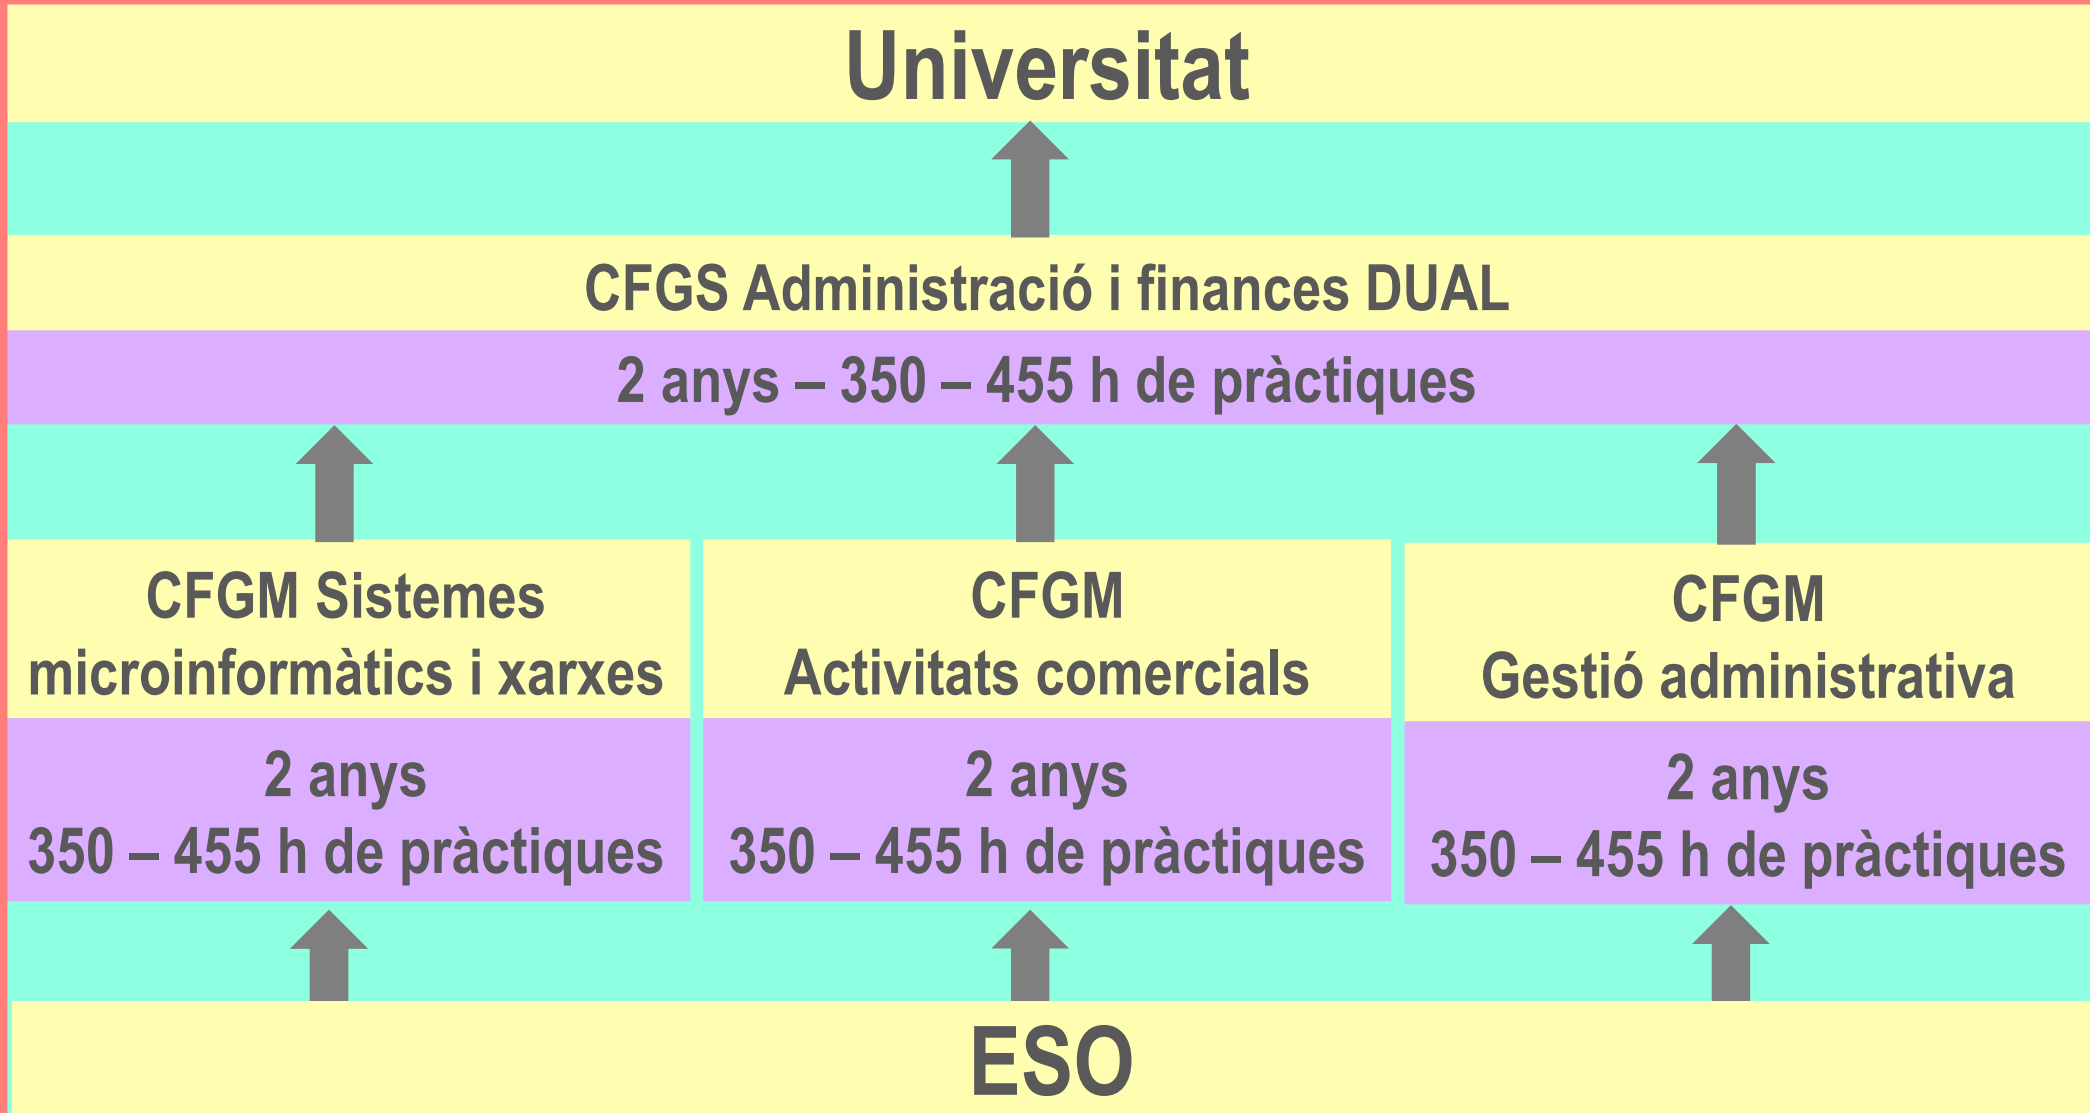 Universitat
CFGS Administració i finances DUAL
2 anys – 350 – 455 h de pràctiques
CFGM Sistemes
microinformàtics i xarxes
2 anys
350 – 455 h de pràctiques
CFGM
Activitats comercials
2 anys
350 – 455 h de pràctiques
CFGM
Gestió administrativa
2 anys
350 – 455 h de pràctiques
ESO